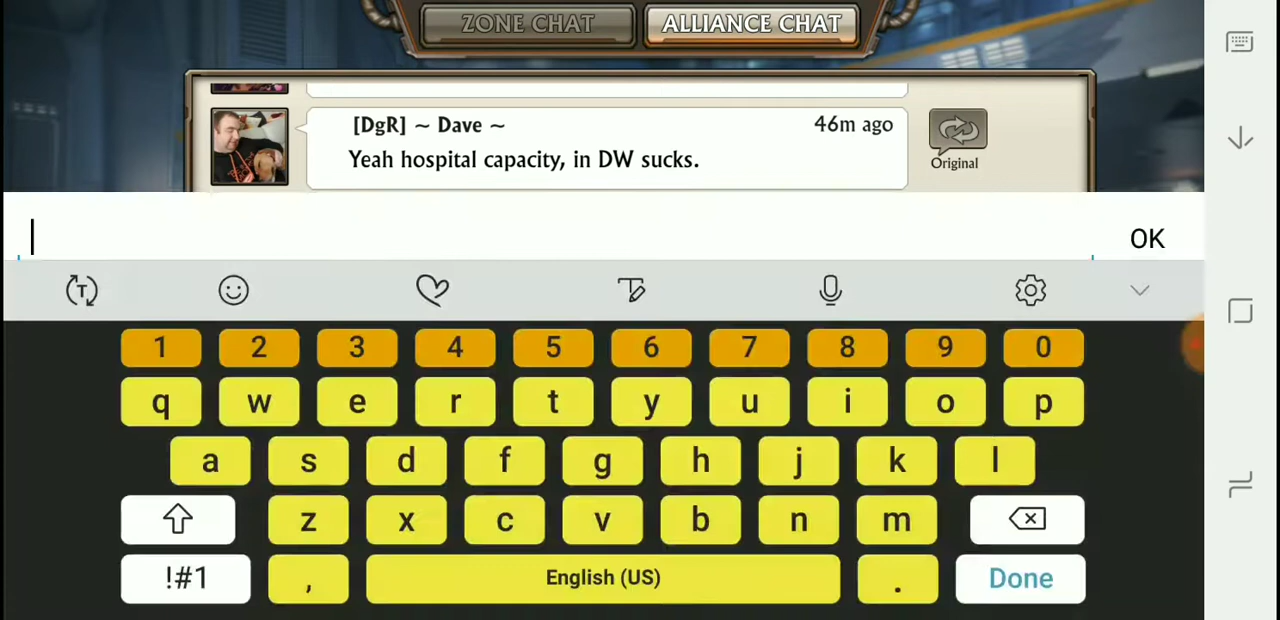 ZONE CHAT
ALLIANCE CHAT
[DgR] ~ Dave ~
46m ago
Yeah hospital capacity, in DW sucks.
Original
OK
1 2 3 4 5 6 7 8 9 0
q w e r t y u i o p
a s d f g h j k l
z x c v b n m
!#1 , English (US) . Done